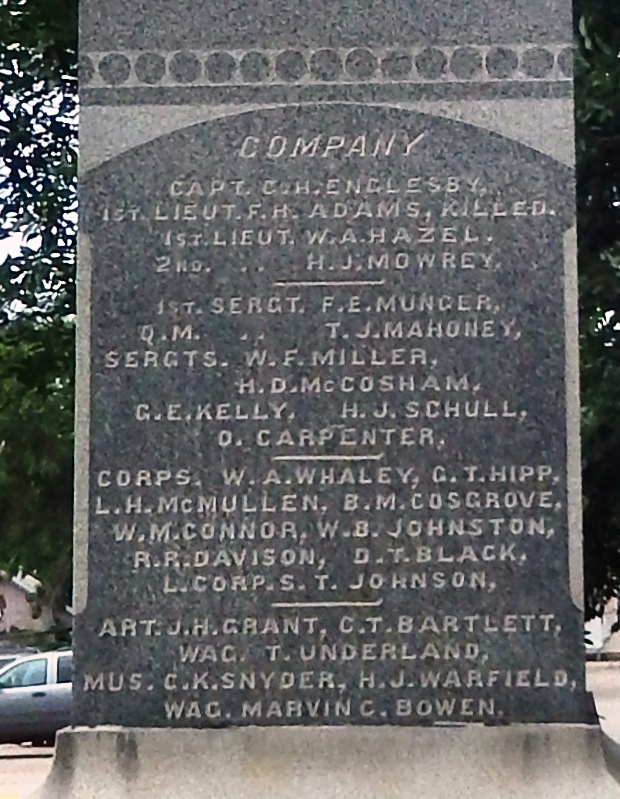 COMPANY
CAPT. C.H.ENGLESBY,
1ST. LIEUT. F.H. ADAMS, KILLED.
1ST. LIEUT. W.A.HAZEL.
2ND. .. H.J.MOWREY,
1ST. SERGT. F.E.MUNGER,
Q.M. .. T.J.MAHONEY,
SERGTS. W.F.MILLER,
H.D.McCOSHAM,
G.E.KELLY, H.J.SCHULL,
O. CARPENTER,
CORPS. W.A.WHALEY, G.T.HIPP,
L.H.McMULLEN, B.M.COSGROVE,
W.M.CONNOR, W.B.JOHNSTON,
R.R.DAVISON, D.T.BLACK,
L.CORP.S.T. JOHNSON,
ART. J.H.GRANT, C.T.BARTLETT,
WAG. T. UNDERLAND,
MUS. C.K.SNYDER, H.J.WARFIELD,
WAG. MARVIN C. BOWEN.